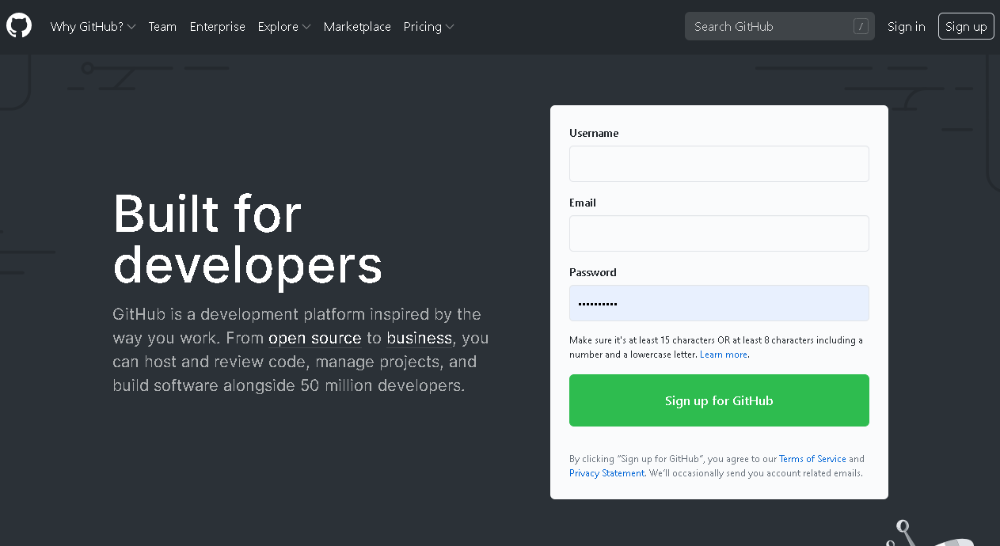 Why GitHub? Team Enterprise Explore Marketplace Pricing Search GitHub / Sign in Sign up
Built for
developers
GitHub is a development platform inspired by the
way you work. From open source to business, you
can host and review code, manage projects, and
build software alongside 50 million developers.
Username
Email
Password
••••••••••
Make sure it's at least 15 characters OR at least 8 characters including a
number and a lowercase letter. Learn more.
Sign up for GitHub
By clicking “Sign up for GitHub”, you agree to our Terms of Service and
Privacy Statement. We’ll occasionally send you account related emails.